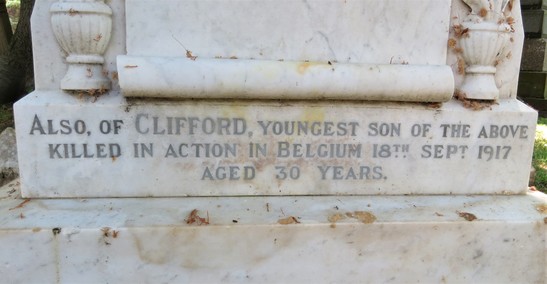 Also, of Clifford, youngest son of the above
killed in action in Belgium 18th Sept 1917
aged 30 years.